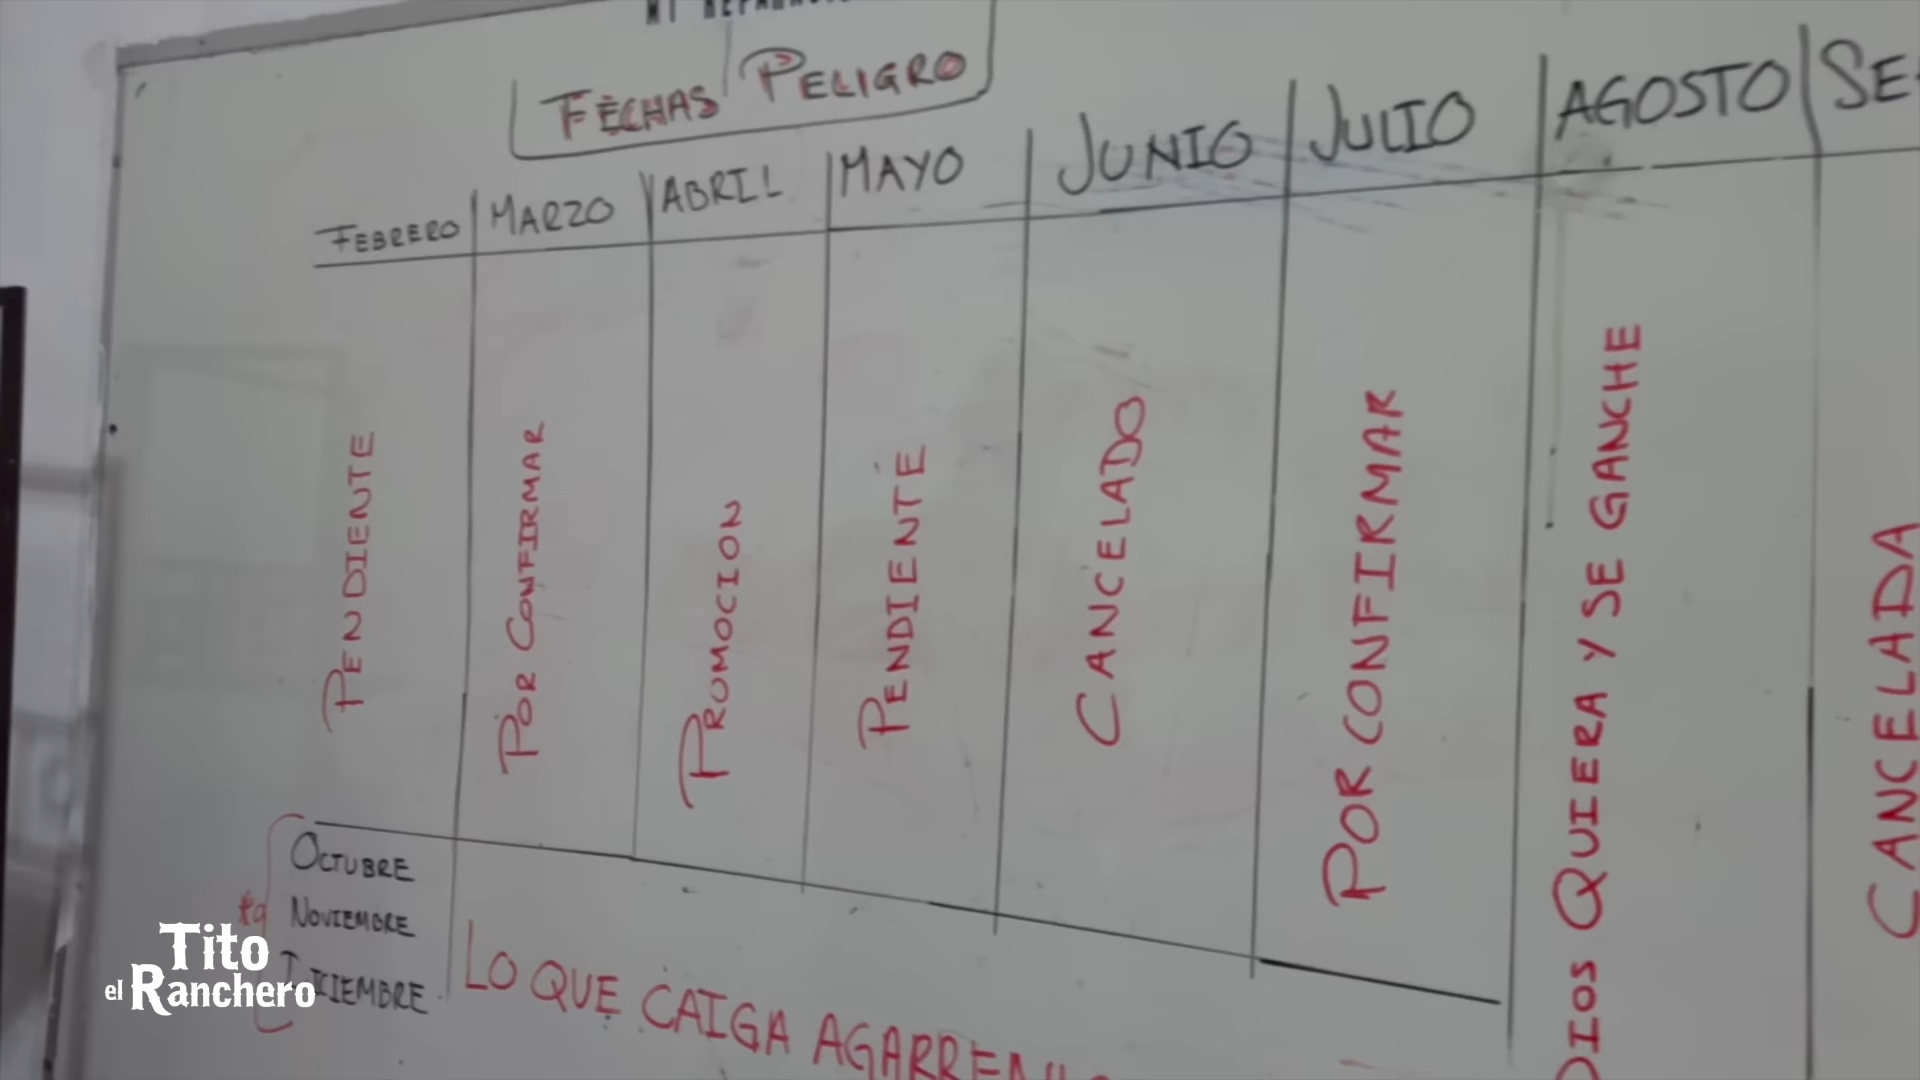 FECHAS PELIGRO
FEBRERO MARZO ABRIL MAYO JUNIO JULIO AGOSTO
PENDIENTE
POR CONFIRMAR
PROMOCION
PENDIENTE
CANCELADO
POR CONFIRMAR
DIOS QUIERA Y SE GANCHE
CANCELADA
OCTUBRE
NOVIEMBRE
LO QUE CAIGA
Tito
el Ranchero